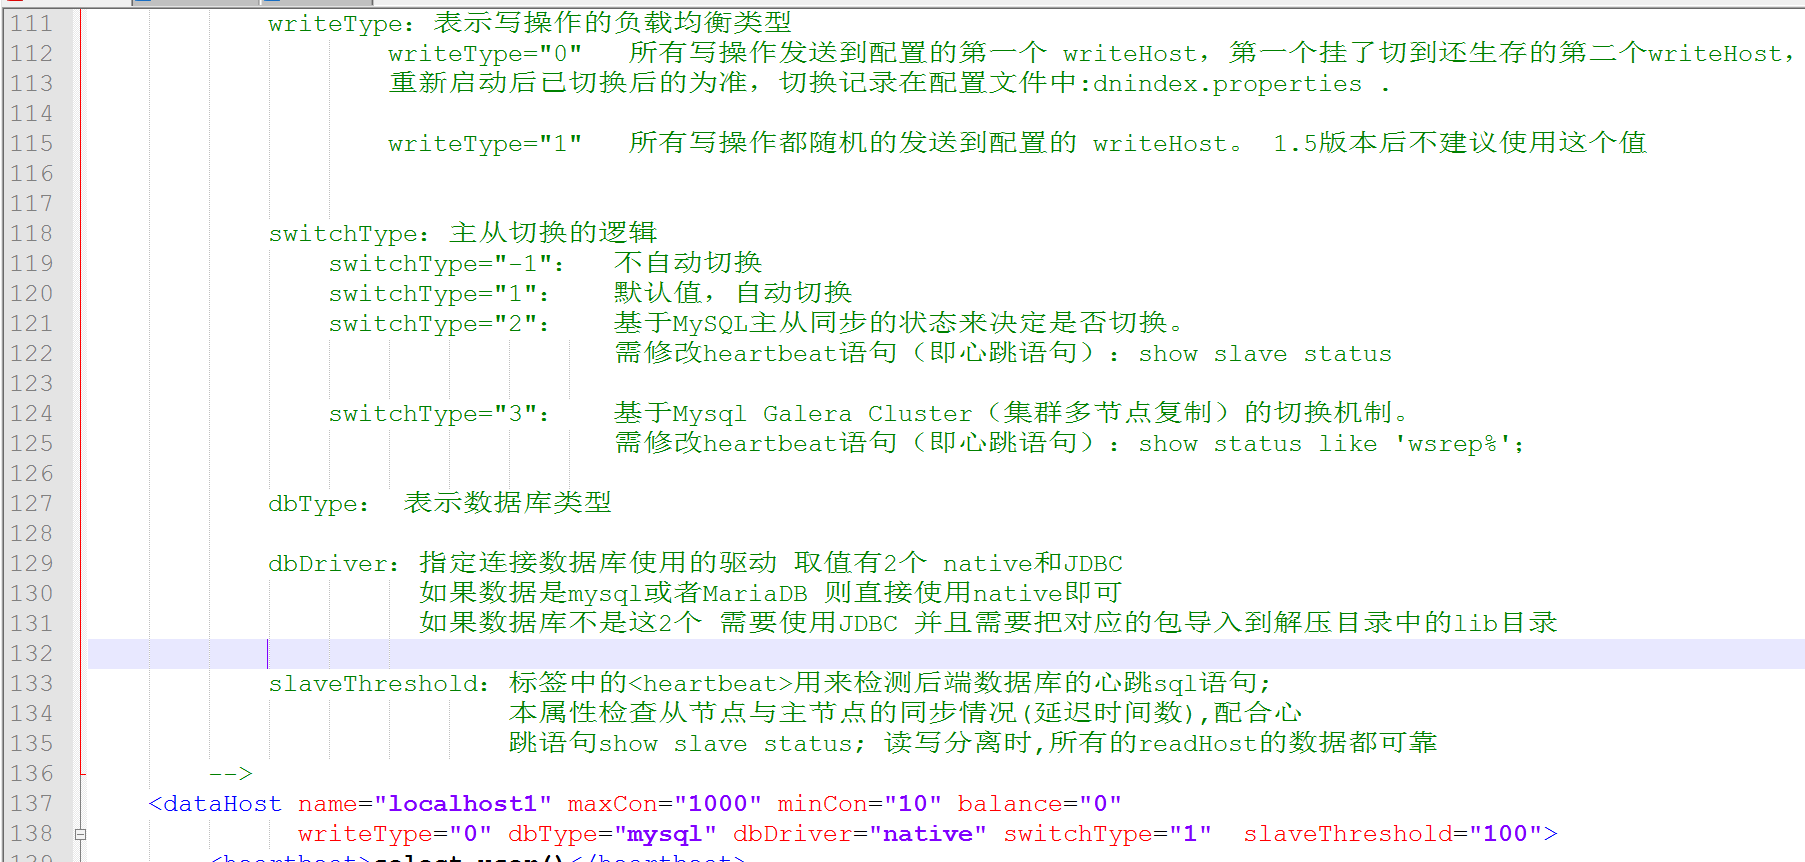 111 writeType: 表示写操作的负载均衡类型
112 writeType="0" 所有写操作发送到配置的第一个 writeHost，第一个挂了切到还生存的第二个writeHost，
113 重新启动后已切换后的为准，切换记录在配置文件中:dnindex.properties .
114
115 writeType="1" 所有写操作都随机的发送到配置的 writeHost。 1.5版本后不建议使用这个值
116
117
118 switchType: 主从切换的逻辑
119 switchType="-1": 不自动切换
120 switchType="1": 默认值，自动切换
121 switchType="2": 基于MySQL主从同步的状态来决定是否切换。
122 需修改heartbeat语句（即心跳语句）：show slave status
123
124 switchType="3": 基于Mysql Galera Cluster（集群多节点复制）的切换机制。
125 需修改heartbeat语句（即心跳语句）：show status like 'wsrep%';
126
127 dbType: 表示数据库类型
128
129 dbDriver: 指定连接数据库使用的驱动 取值有2个 native和JDBC
130 如果数据是mysql或者MariaDB 则直接使用native即可
131 如果数据库不是这2个 需要使用JDBC 并且需要把对应的包导入到解压目录中的lib目录
132
133 slaveThreshold: 标签中的<heartbeat>用来检测后端数据库的心跳sql语句;
134 本属性检查从节点与主节点的同步情况(延迟时间数),配合心
135 跳语句show slave status; 读写分离时,所有的readHost的数据都可靠
136 -->
137 <dataHost name="localhost1" maxCon="1000" minCon="10" balance="0"
138 writeType="0" dbType="mysql" dbDriver="native" switchType="1" slaveThreshold="100">
139 <heartbeat>select user()</heartbeat>